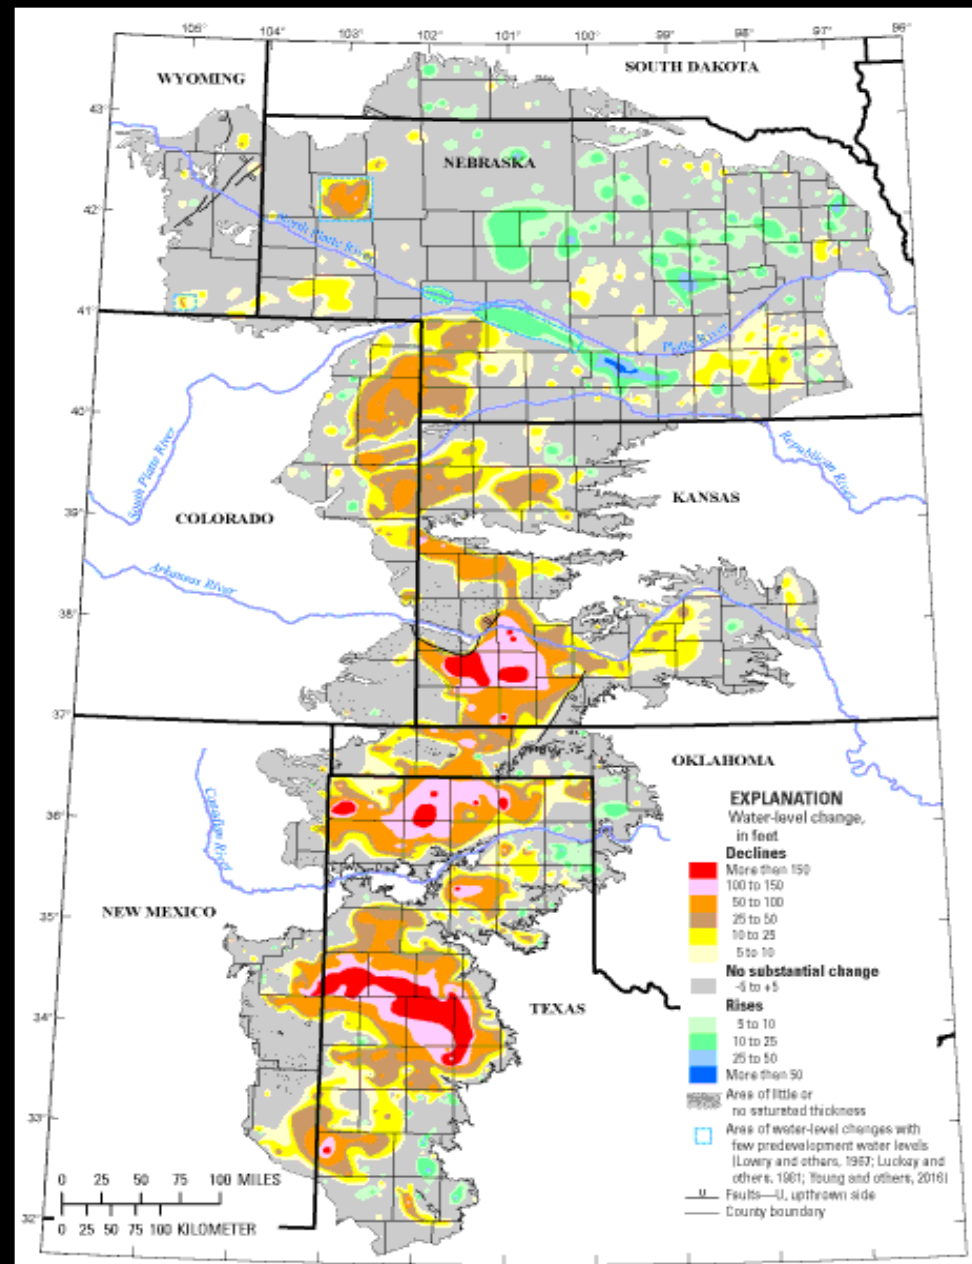 105° 104° 103° 102° 101° 100° 99° 98° 97° 96°
WYOMING
SOUTH DAKOTA
43°
NEBRASKA
42°
North Platte River
41°
Platte River
40°
South Platte River
Republican River
KANSAS
39°
COLORADO
Arkansas River
38°
U
37°
OKLAHOMA
Canadian River
36°
EXPLANATION
Water-level change,
in feet
Declines
More than 150
100 to 150
50 to 100
25 to 50
10 to 25
5 to 10
No substantial change
-5 to +5
Rises
5 to 10
10 to 25
25 to 50
More then 50
Area of little or
no saturated thickness
Area of water-level changes with
few predevelopment water levels
(Lowry and others, 1967; Luckey and
others, 1981; Young and others, 2016)
U
Faults—U, upthrown side
County boundary
35°
NEW MEXICO
TEXAS
34°
33°
0 25 50 75 100 MILES
0 25 50 75 100 KILOMETER
32°